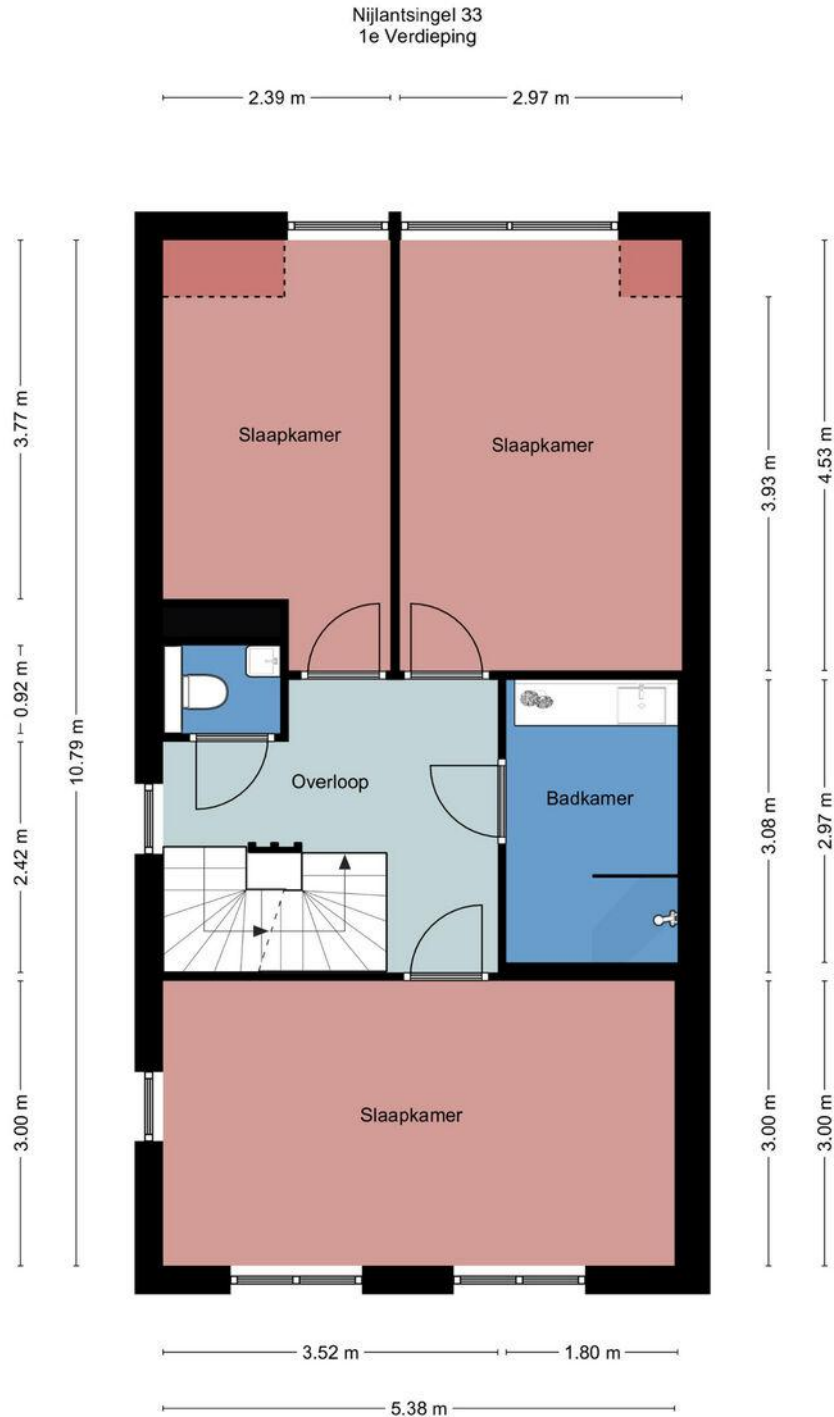 Nijlantsingel 33
1e Verdieping
2.39 m
2.97 m
3.77 m
0.92 m
2.42 m
3.00 m
10.79 m
Slaapkamer
Slaapkamer
Overloop
Badkamer
Slaapkamer
3.93 m
3.08 m
3.00 m
4.53 m
2.97 m
3.00 m
3.52 m
1.80 m
5.38 m